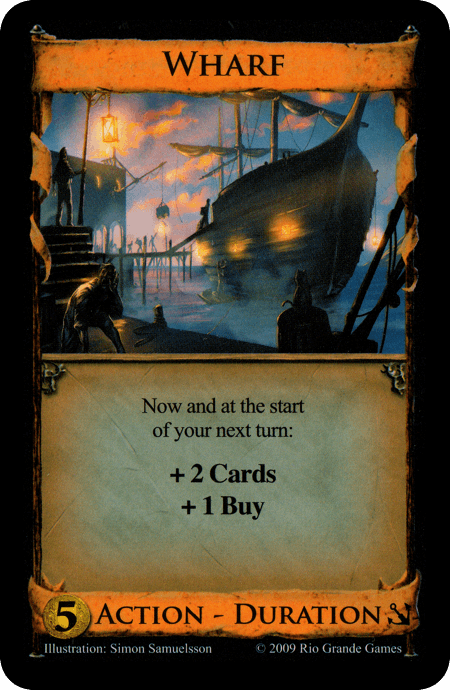 Wharf
Now and at the start
of your next turn:
+ 2 Cards
+ 1 Buy
5 Action - Duration
Illustration: Simon Samuelsson © 2009 Rio Grande Games